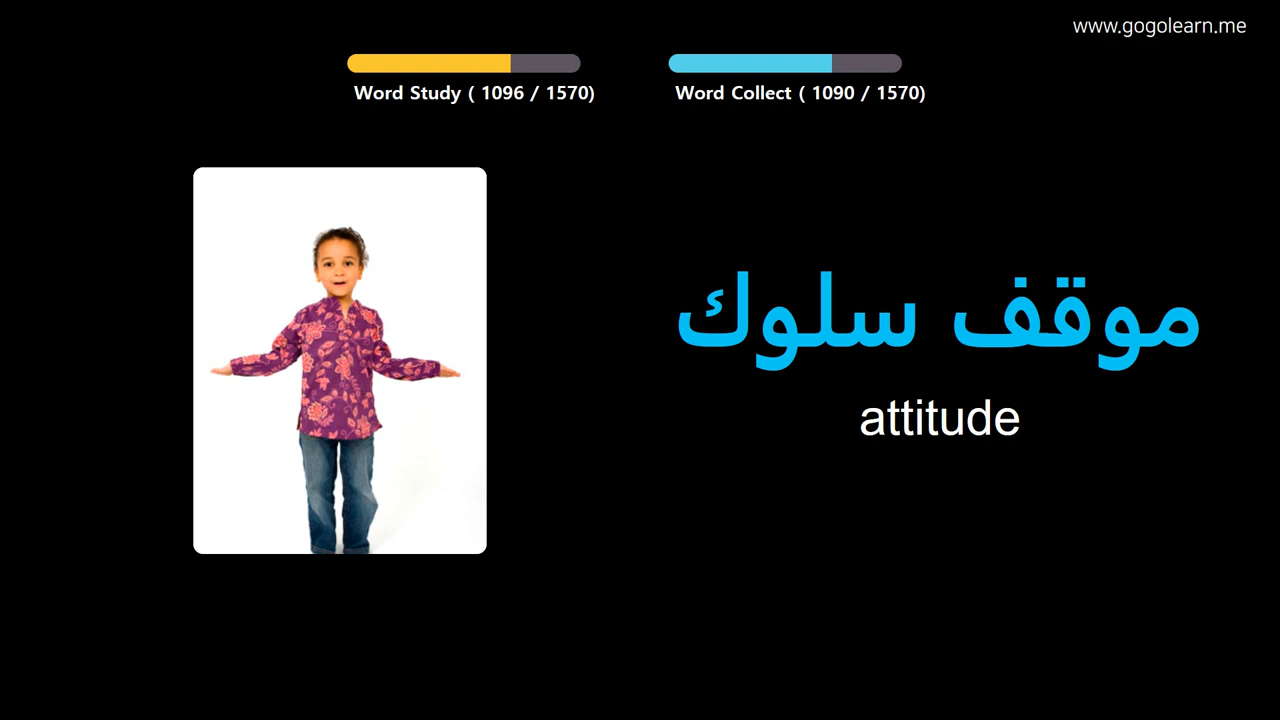 www.gogolearn.me
Word Study ( 1096 / 1570)
Word Collect ( 1090 / 1570)
موقف سلوك
attitude